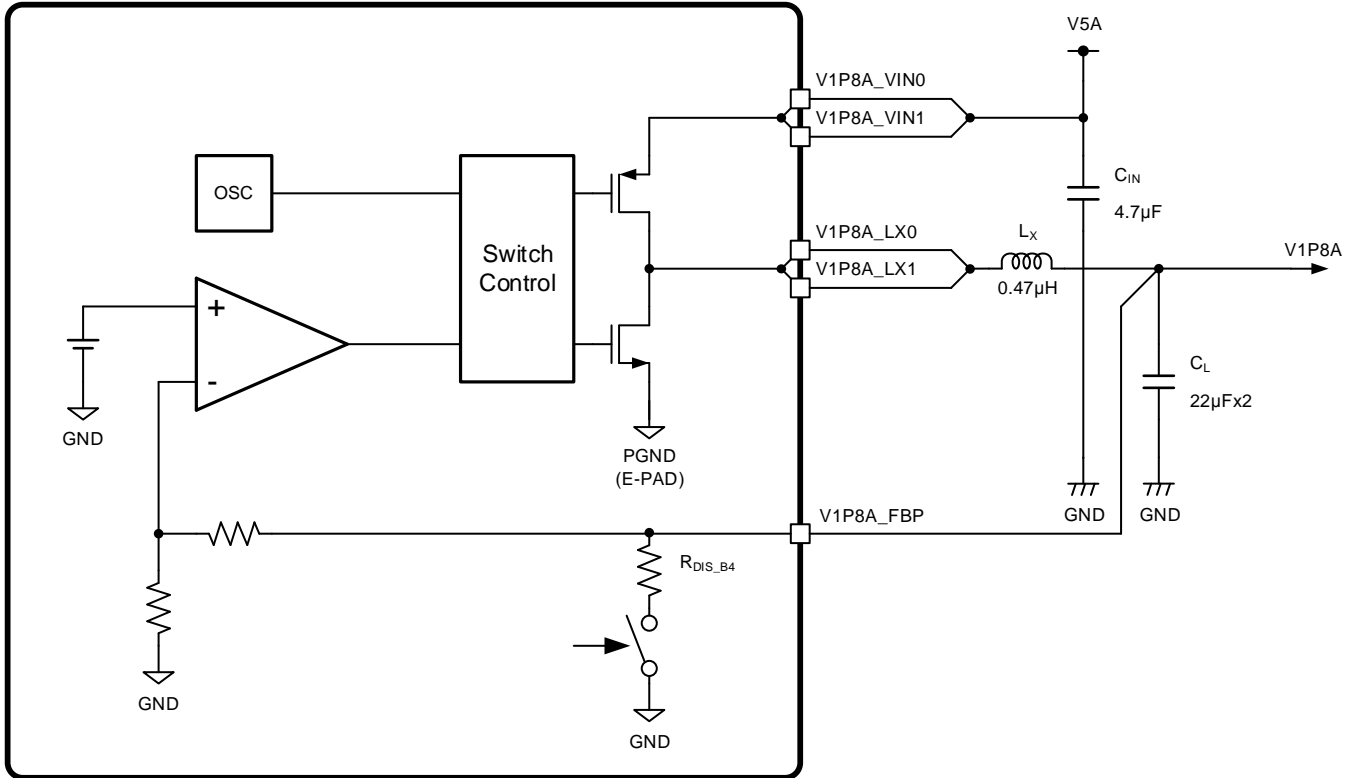 V5A
V1P8A_VIN0
V1P8A_VIN1
OSC
CIN
4.7µF
Switch
Control
V1P8A_LX0
V1P8A_LX1
LX
0.47µH
V1P8A
+
-
GND
CL
22µFx2
PGND
(E-PAD)
GND
GND
V1P8A_FBP
RDIS_B4
GND
GND